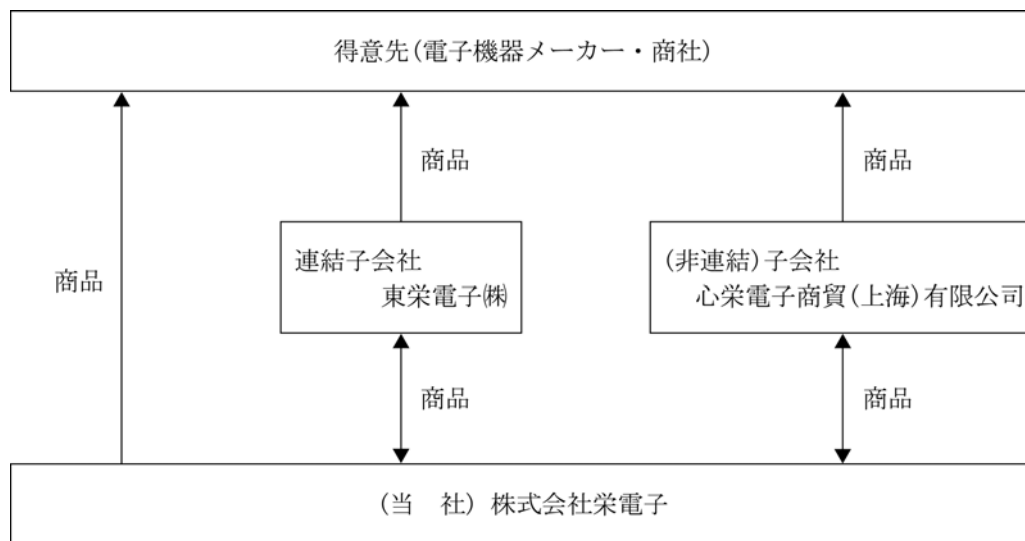 得意先(電子機器メーカー・商社)
商品
商品
商品
連結子会社
東栄電子㈱
(非連結)子会社
心栄電子商貿(上海)有限公司
商品
商品
(当　社) 株式会社栄電子